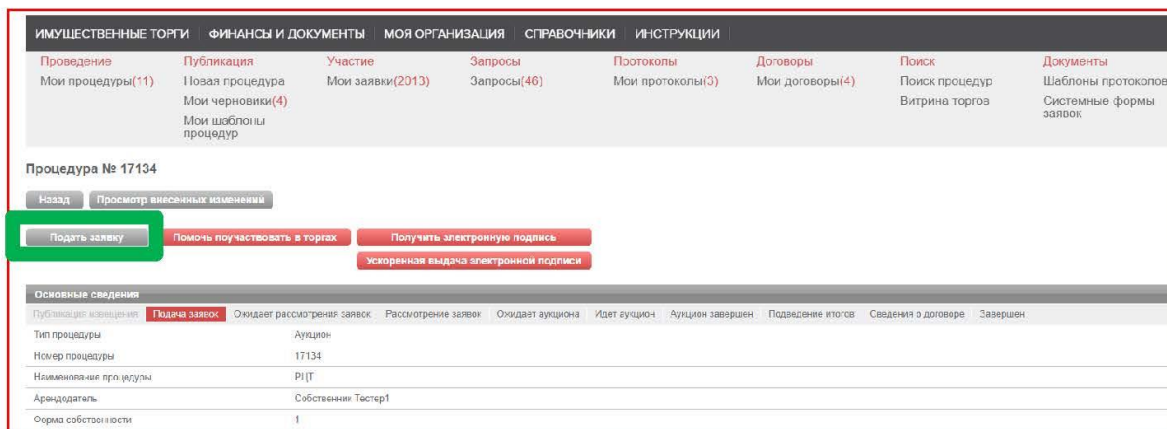 ИМУЩЕСТВЕННЫЕ ТОРГИ ФИНАНСЫ И ДОКУМЕНТЫ МОЯ ОРГАНИЗАЦИЯ СПРАВОЧНИКИ ИНСТРУКЦИИ
Проведение Публикация Участие Запросы Протоколы Договоры Поиск Документы
Мои процедуры(11) Новая процедура Мои заявки(2013) Запросы(46) Мои протоколы(3) Мои договоры(4) Поиск процедур Шаблоны протоколов
Мои черновики(4) Витрина торгов Системные формы
Мои шаблоны заявок
процедур
Процедура № 17134
Назад Просмотр внесенных изменений
Подать заявку Помочь поучаствовать в торгах Получить электронную подпись
Ускоренная выдача электронной подписи
Основные сведения
Публикация извещения Подача заявок Ожидает рассмотрения заявок Рассмотрение заявок Ожидает аукциона Идет аукцион Аукцион завершен Подведение итогов Сведения о договоре Завершен
Тип процедуры Аукцион
Номер процедуры 17134
Наименование процедуры
Арендодатель Собственник Тестер1
Форма собственности 1